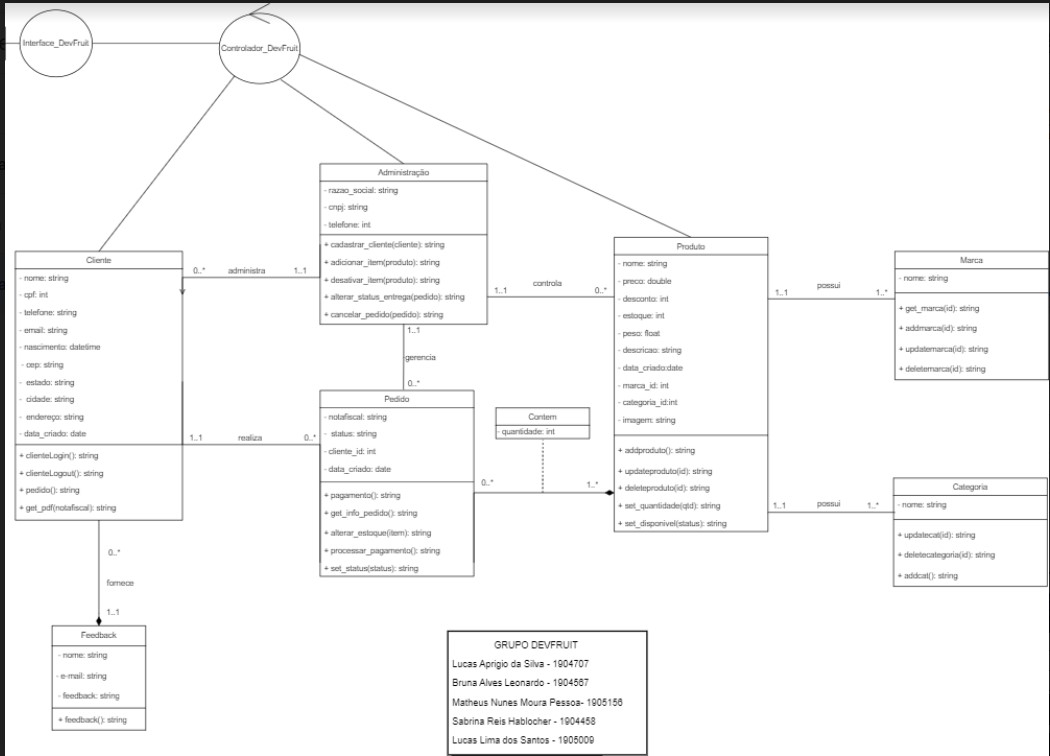 Interface_DevFruit
Controlador_DevFruit
Administração
- razao_social: string
- cnpj: string
- telefone: int
+ cadastrar_cliente(cliente): string
+ adicionar_item(produto): string
+ desativar_item(produto): string
+ alterar_status_entrega(pedido): string
+ cancelar_pedido(pedido): string
Cliente
- nome: string
- cpf: int
- telefone: string
- email: string
- nascimento: datetime
- cep: string
- estado: string
- cidade: string
- endereço: string
- data_criado: date
+ clienteLogin(): string
+ clienteLogout(): string
+ pedido(): string
+ get_pdf(notafiscal): string
0..* administra 1..1
1..1 controla 0..*
Produto
- nome: string
- preco: double
- desconto: int
- estoque: int
- peso: float
- descricao: string
- data_criado:date
- marca_id: int
- categoria_id:int
- imagem: string
+ addproduto(): string
+ updateproduto(id): string
+ deleteproduto(id): string
+ set_quantidade(qtd): string
+ set_disponivel(status): string
1..1 possui 1..*
Marca
- nome: string
+ get_marca(id): string
+ addmarca(id): string
+ updatemarca(id): string
+ deletemarca(id): string
1..1
gerencia
0..*
Pedido
- notafiscal: string
- status: string
- cliente_id: int
- data_criado: date
+ pagamento(): string
+ get_info_pedido(): string
+ alterar_estoque(item): string
+ processar_pagamento(): string
+ set_status(status): string
1..1 realiza 0..*
Contem
- quantidade: int
0..* 1..*
1..1 possui 1..*
Categoria
- nome: string
+ updatecat(id): string
+ deletecategoria(id): string
+ addcat(): string
0..*
fornece
1..1
Feedback
- nome: string
- e-mail: string
- feedback: string
+ feedback(): string
GRUPO DEVFRUIT
Lucas Aprigio da Silva - 1904707
Bruna Alves Leonardo - 1904567
Matheus Nunes Moura Pessoa- 1905156
Sabrina Reis Hablocher - 1904458
Lucas Lima dos Santos - 1905009